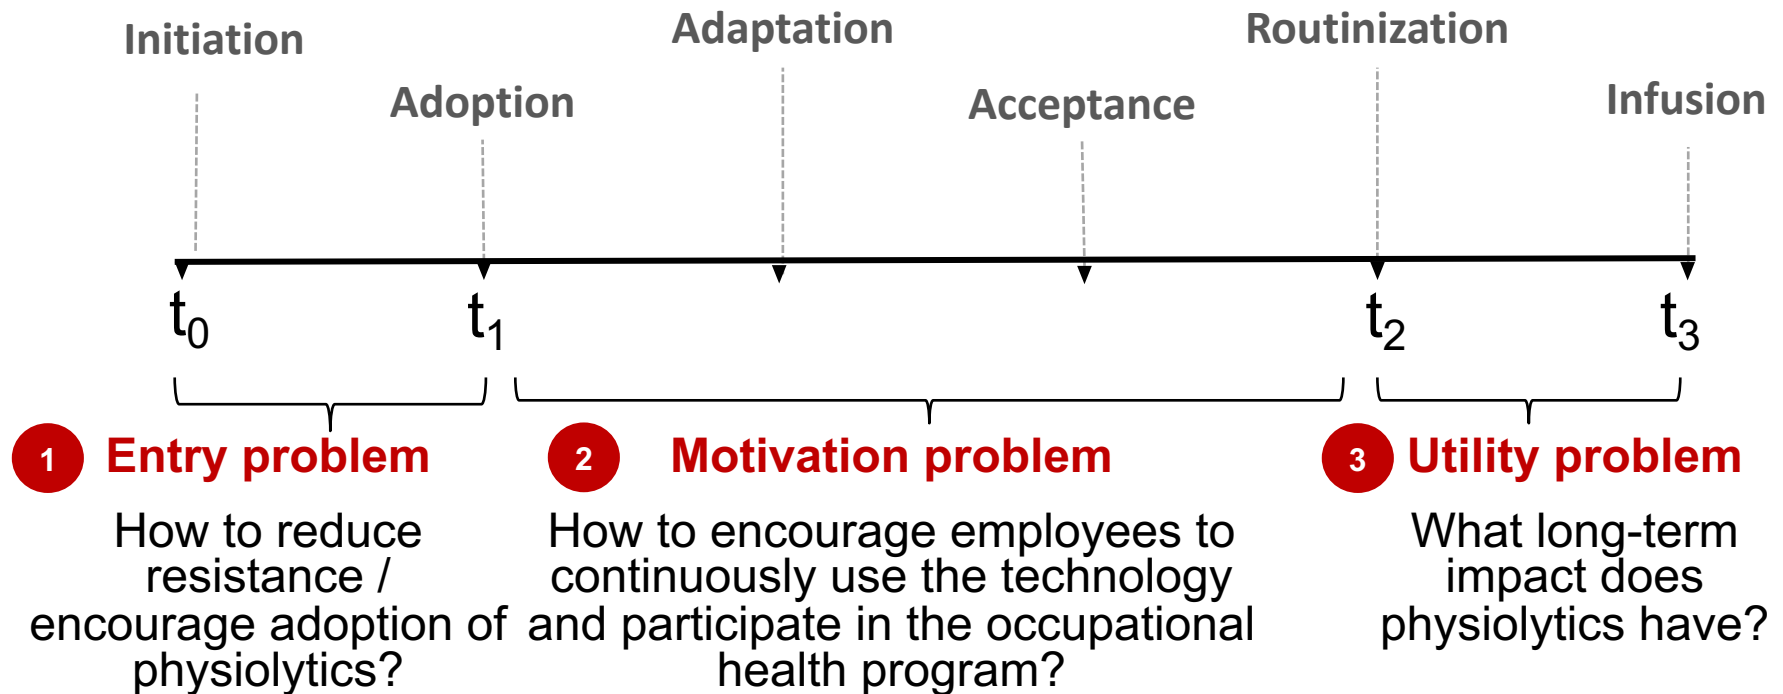 Initiation
Adoption
Adaptation
Acceptance
Routinization
Infusion
t0
t1
t2
t3
1 Entry problem
How to reduce
resistance /
encourage adoption of
physiolytics?
2 Motivation problem
How to encourage employees to
continuously use the technology
and participate in the occupational
health program?
3 Utility problem
What long-term
impact does
physiolytics have?